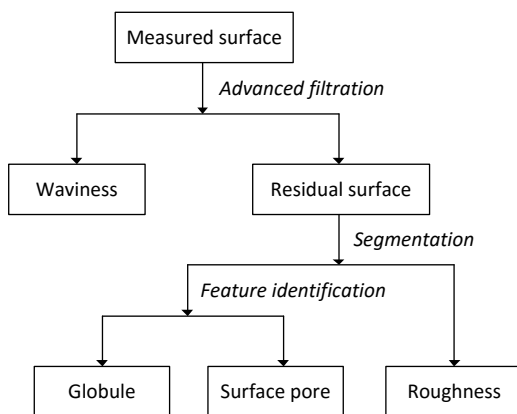 Measured surface
Advanced filtration
Waviness
Residual surface
Segmentation
Feature identification
Globule
Surface pore
Roughness